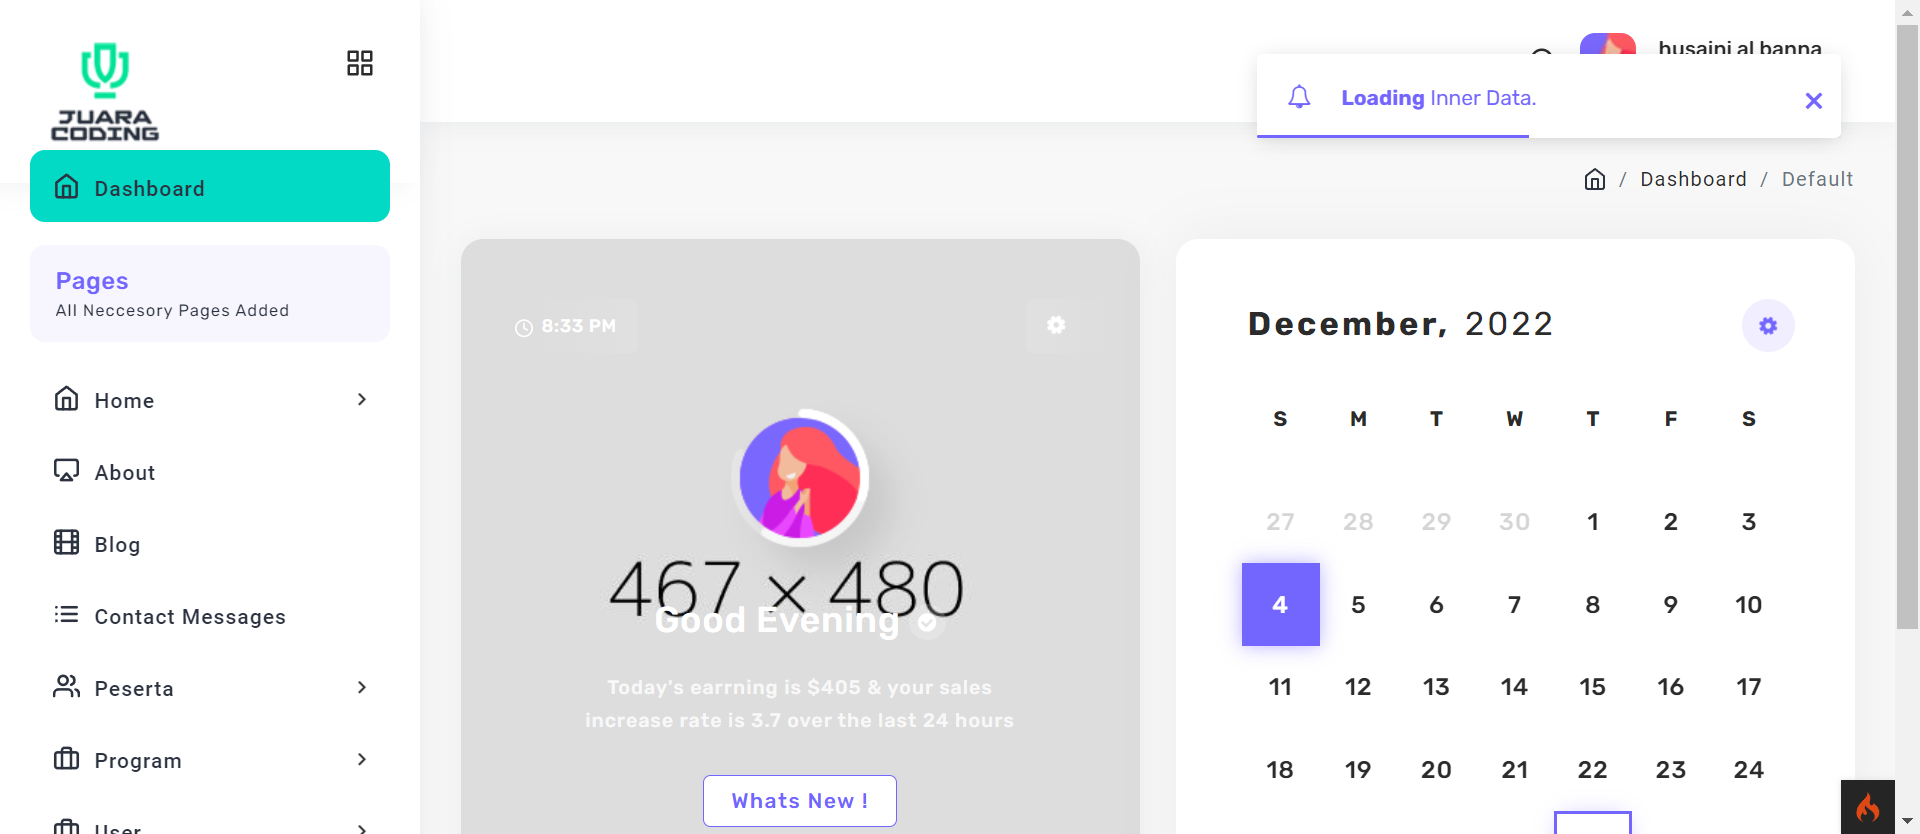 JUARA
CODING
husaini al banna
Loading Inner Data.
Dashboard
/ Dashboard / Default
Pages
All Neccesory Pages Added
Home
About
Blog
Contact Messages
Peserta
Program
User
8:33 PM
467 × 480
Good Evening
Today's earrning is $405 & your sales
increase rate is 3.7 over the last 24 hours
Whats New !
December, 2022
S M T W T F S
27 28 29 30 1 2 3
4 5 6 7 8 9 10
11 12 13 14 15 16 17
18 19 20 21 22 23 24